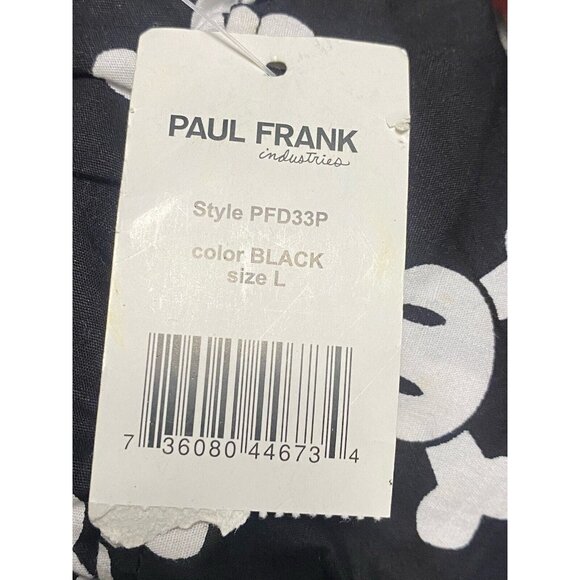 PAUL FRANK
industries
Style PFD33P
color BLACK
size L
7 36080 44673 4